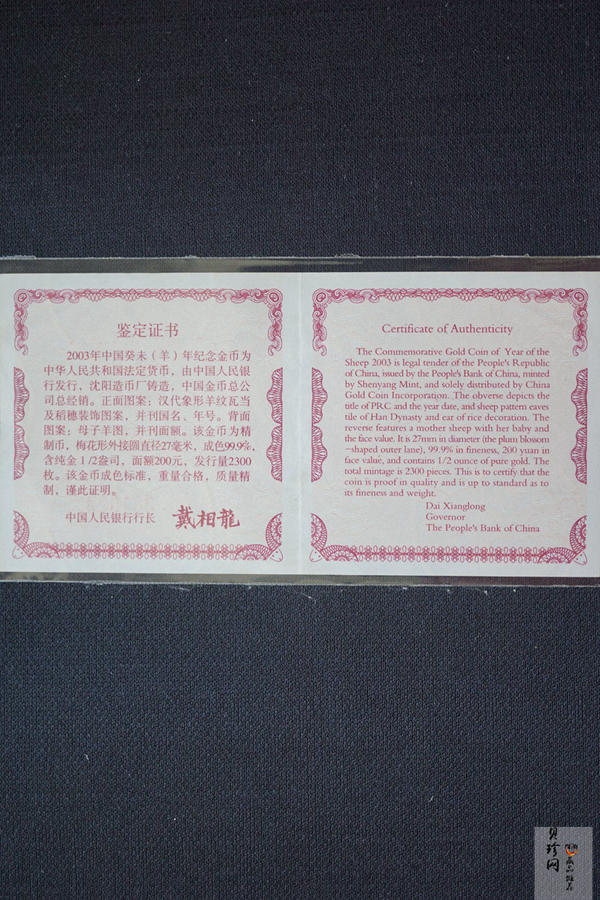 鉴定证书
2003年中国癸未（羊）年纪念金币为
中华人民共和国法定货币，由中国人民银
行发行，沈阳造币厂铸造，中国金币总公
司总经销。正面图案：汉代象形羊纹瓦当
及稻穗装饰图案，并刊国名、年号。背面
图案：母子羊图，并刊面额。该金币为精
制币，梅花形外接圆直径27毫米，成色99.9%，
含纯金1/2盎司，面额200元，发行量2300
枚。该金币成色标准，重量合格，质量精
制，谨此证明。
中国人民银行行长 戴相龍
Certificate of Authenticity
The Commemorative Gold Coin of Year of the
Sheep 2003 is legal tender of the People's Republic
of China, issued by the People's Bank of China, minted
by Shenyang Mint, and solely distributed by China
Gold Coin Incorporation. The obverse depicts the
title of PRC and the year date, and sheep pattern eaves
tile of Han Dynasty and ear of rice decoration. The
reverse features a mother sheep with her baby and
the face value. It is 27mm in diameter (the plum blossom
-shaped outer lane), 99.9% in fineness, 200 yuan in
face value, and contains 1/2 ounce of pure gold. The
total mintage is 2300 pieces. This is to certify that the
coin is proof in quality and is up to standard as to
its fineness and weight.
Dai Xianglong
Governor
The People's Bank of China
贝珍网
藏品推荐